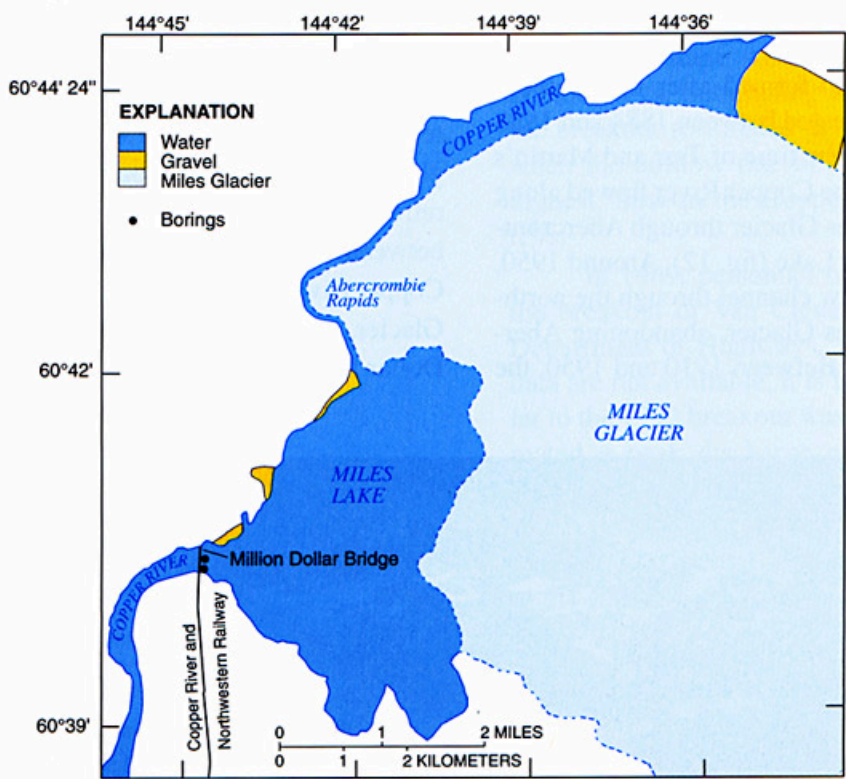 144°45' 144°42' 144°39' 144°36'
60°44' 24"
EXPLANATION
Water
Gravel
Miles Glacier
Borings
COPPER RIVER
Abercrombie
Rapids
60°42'
MILES
GLACIER
MILES
LAKE
Million Dollar Bridge
COPPER RIVER
Copper River and
Northwestern Railway
60°39'
0 1 2 MILES
0 1 2 KILOMETERS